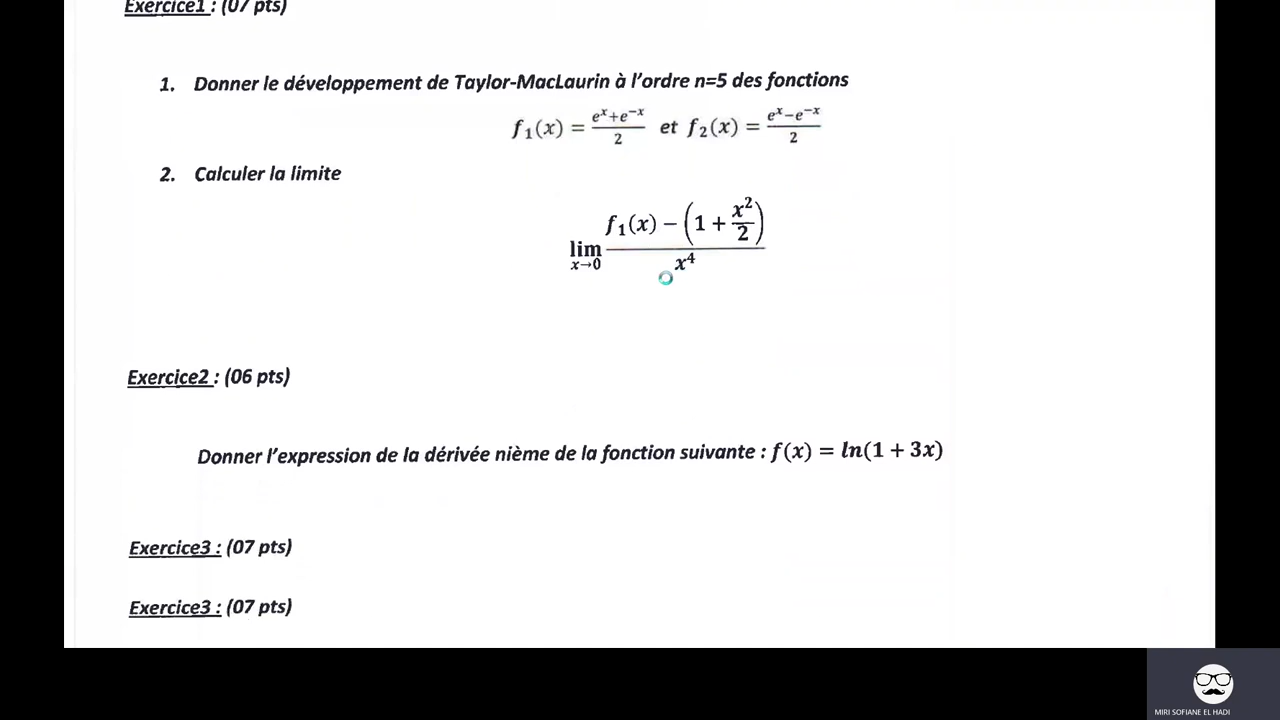 Exercice1 : (07 pts)
1. Donner le développement de Taylor-MacLaurin à l'ordre n=5 des fonctions
f₁(x) = (eˣ+e⁻ˣ)/2 et f₂(x) = (eˣ−e⁻ˣ)/2
2. Calculer la limite
lim x→0 (f₁(x) − (1 + x²/2))/x⁴
Exercice2 : (06 pts)
Donner l'expression de la dérivée nième de la fonction suivante : f(x) = ln(1 + 3x)
Exercice3 : (07 pts)
Exercice3 : (07 pts)
MIRI SOFIANE EL HADI